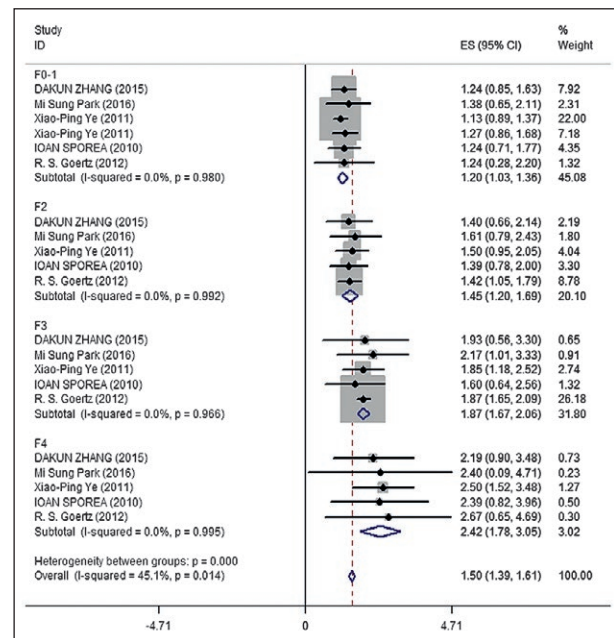 Study %
ID ES (95% CI) Weight
F0-1
DAKUN ZHANG (2015) 1.24 (0.85, 1.63) 7.92
Mi Sung Park (2016) 1.38 (0.65, 2.11) 2.31
Xiao-Ping Ye (2011) 1.13 (0.89, 1.37) 22.00
Xiao-Ping Ye (2011) 1.27 (0.86, 1.68) 7.18
IOAN SPOREA (2010) 1.24 (0.71, 1.77) 4.35
R. S. Goertz (2012) 1.24 (0.28, 2.20) 1.32
Subtotal (I-squared = 0.0%, p = 0.980) 1.20 (1.03, 1.36) 45.08
F2
DAKUN ZHANG (2015) 1.40 (0.66, 2.14) 2.19
Mi Sung Park (2016) 1.61 (0.79, 2.43) 1.80
Xiao-Ping Ye (2011) 1.50 (0.95, 2.05) 4.04
IOAN SPOREA (2010) 1.39 (0.78, 2.00) 3.30
R. S. Goertz (2012) 1.42 (1.05, 1.79) 8.78
Subtotal (I-squared = 0.0%, p = 0.992) 1.45 (1.20, 1.69) 20.10
F3
DAKUN ZHANG (2015) 1.93 (0.56, 3.30) 0.65
Mi Sung Park (2016) 2.17 (1.01, 3.33) 0.91
Xiao-Ping Ye (2011) 1.85 (1.18, 2.52) 2.74
IOAN SPOREA (2010) 1.60 (0.64, 2.56) 1.32
R. S. Goertz (2012) 1.87 (1.65, 2.09) 26.18
Subtotal (I-squared = 0.0%, p = 0.966) 1.87 (1.67, 2.06) 31.80
F4
DAKUN ZHANG (2015) 2.19 (0.90, 3.48) 0.73
Mi Sung Park (2016) 2.40 (0.09, 4.71) 0.23
Xiao-Ping Ye (2011) 2.50 (1.52, 3.48) 1.27
IOAN SPOREA (2010) 2.39 (0.82, 3.96) 0.50
R. S. Goertz (2012) 2.67 (0.65, 4.69) 0.30
Subtotal (I-squared = 0.0%, p = 0.995) 2.42 (1.78, 3.05) 3.02
Heterogeneity between groups: p = 0.000
Overall (I-squared = 45.1%, p = 0.014) 1.50 (1.39, 1.61) 100.00
-4.71 0 4.71